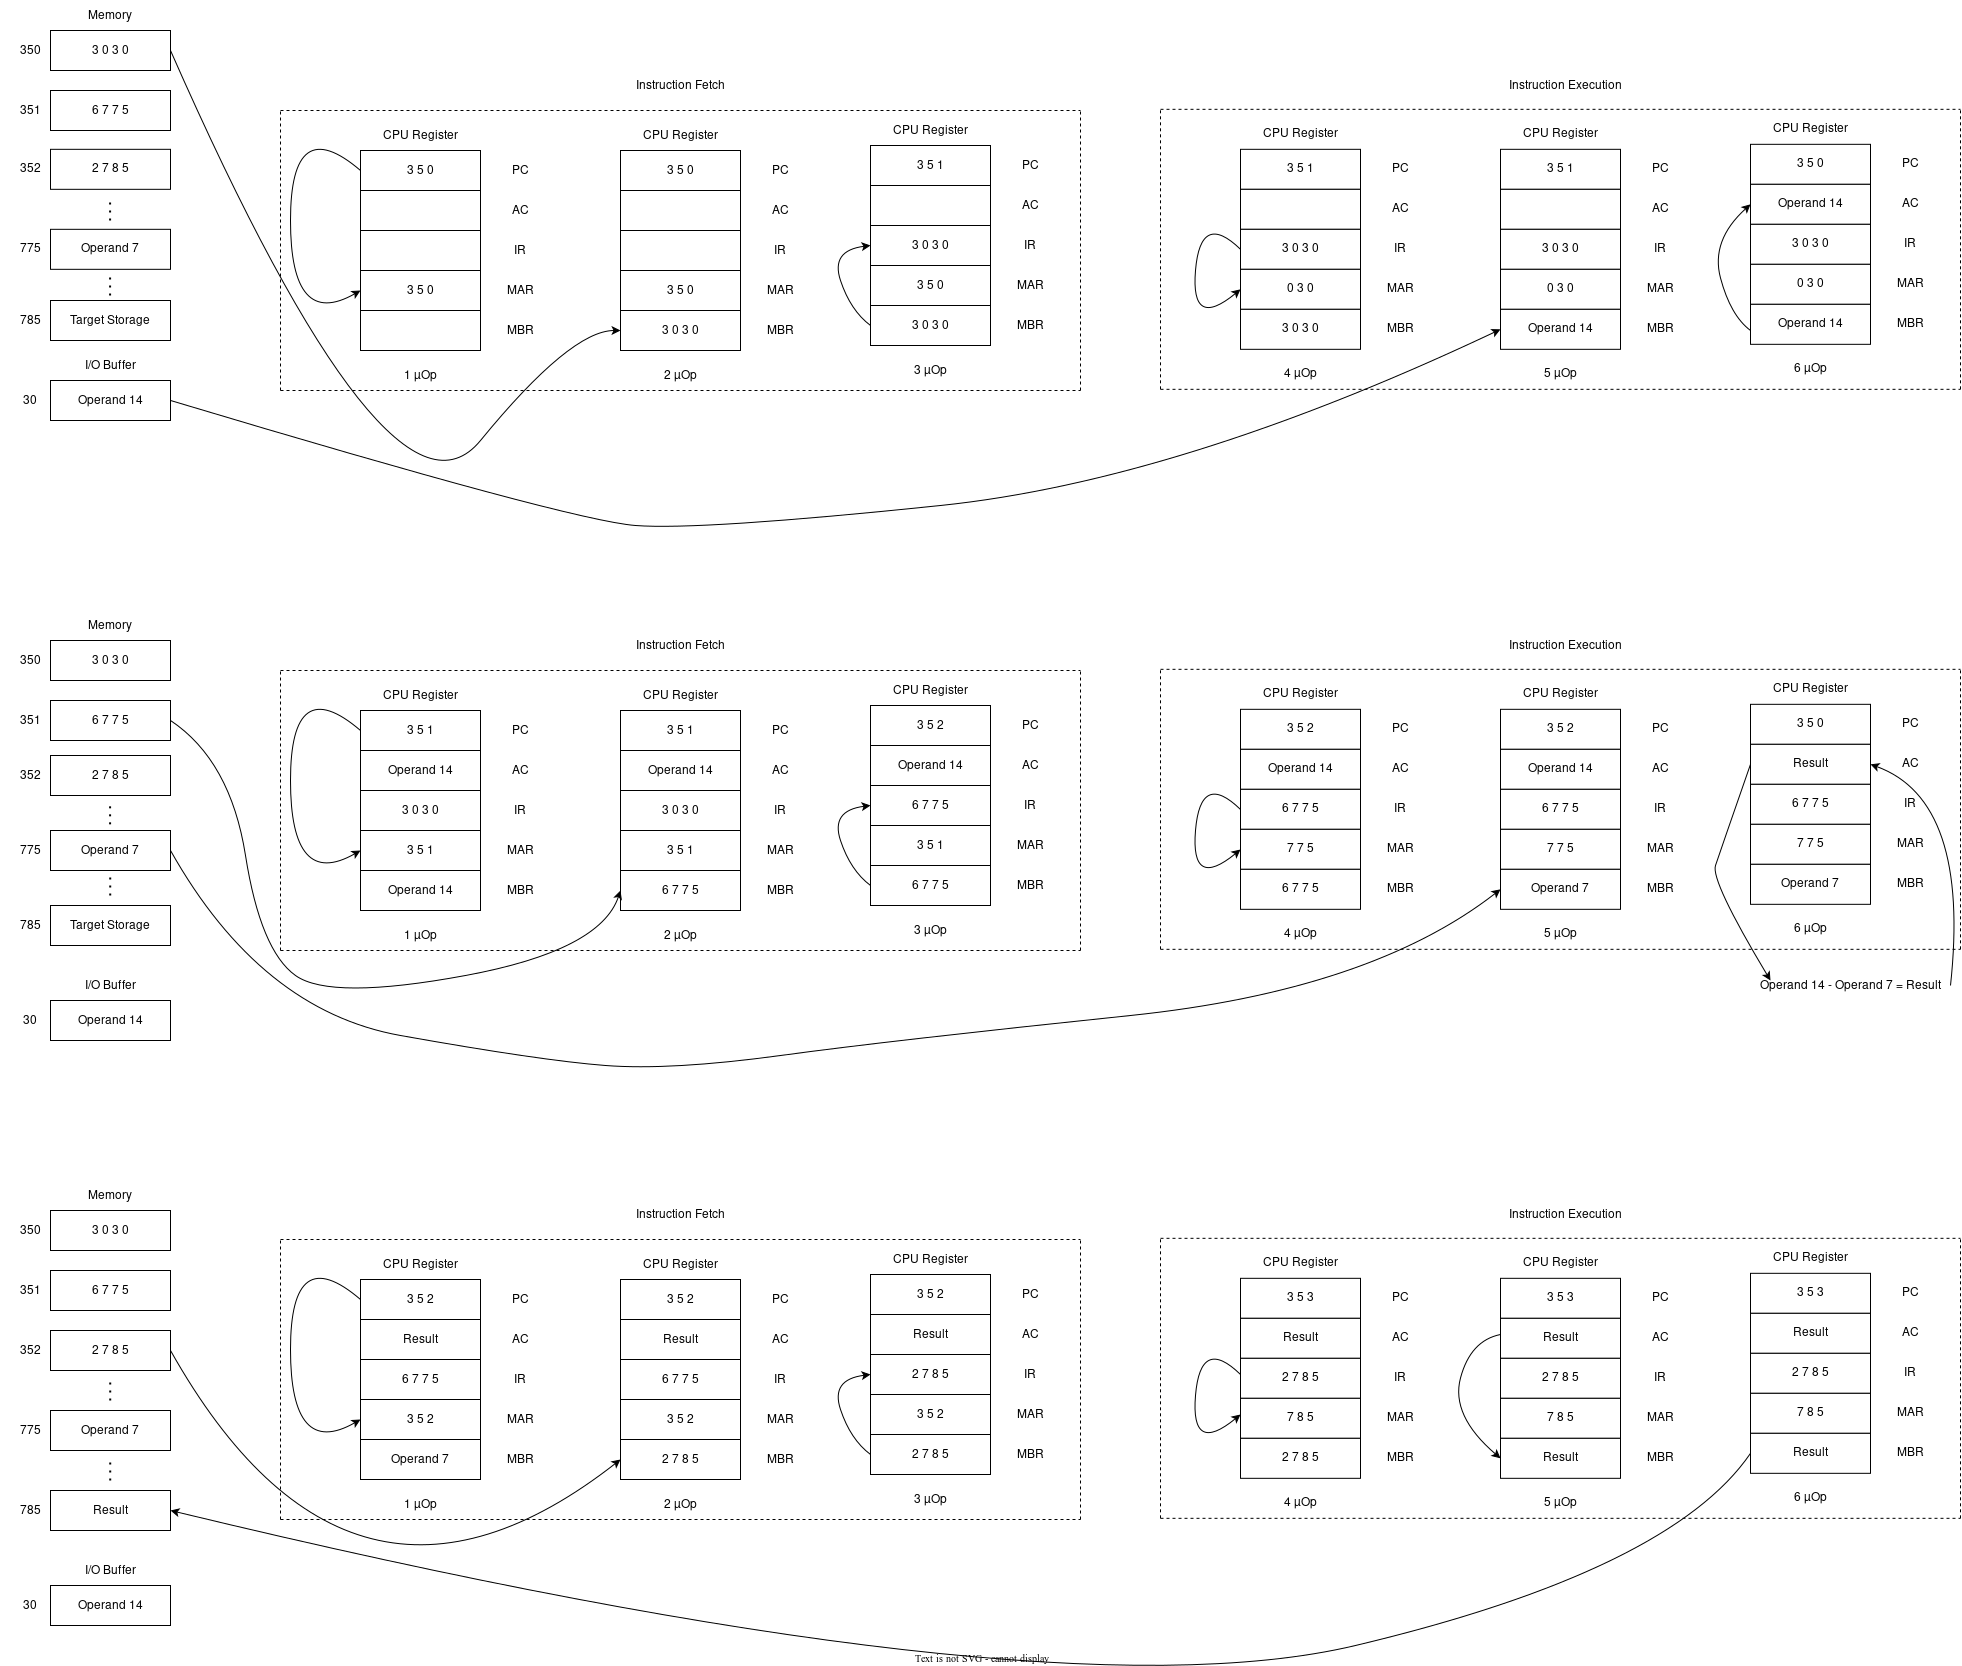 Memory
350 3 0 3 0
351 6 7 7 5
352 2 7 8 5
775 Operand 7
785 Target Storage
I/O Buffer
30 Operand 14
Instruction Fetch
CPU Register
3 5 0 PC
AC
IR
3 5 0 MAR
MBR
1 µOp
CPU Register
3 5 0 PC
AC
IR
3 5 0 MAR
3 0 3 0 MBR
2 µOp
CPU Register
3 5 1 PC
AC
3 0 3 0 IR
3 5 0 MAR
3 0 3 0 MBR
3 µOp
Instruction Execution
CPU Register
3 5 1 PC
AC
3 0 3 0 IR
0 3 0 MAR
3 0 3 0 MBR
4 µOp
CPU Register
3 5 1 PC
AC
3 0 3 0 IR
0 3 0 MAR
Operand 14 MBR
5 µOp
CPU Register
3 5 0 PC
Operand 14 AC
3 0 3 0 IR
0 3 0 MAR
Operand 14 MBR
6 µOp
Memory
350 3 0 3 0
351 6 7 7 5
352 2 7 8 5
775 Operand 7
785 Target Storage
I/O Buffer
30 Operand 14
Instruction Fetch
CPU Register
3 5 1 PC
Operand 14 AC
3 0 3 0 IR
3 5 1 MAR
Operand 14 MBR
1 µOp
CPU Register
3 5 1 PC
Operand 14 AC
3 0 3 0 IR
3 5 1 MAR
6 7 7 5 MBR
2 µOp
CPU Register
3 5 2 PC
Operand 14 AC
6 7 7 5 IR
3 5 1 MAR
6 7 7 5 MBR
3 µOp
Instruction Execution
CPU Register
3 5 2 PC
Operand 14 AC
6 7 7 5 IR
7 7 5 MAR
6 7 7 5 MBR
4 µOp
CPU Register
3 5 2 PC
Operand 14 AC
6 7 7 5 IR
7 7 5 MAR
Operand 7 MBR
5 µOp
CPU Register
3 5 0 PC
Result AC
6 7 7 5 IR
7 7 5 MAR
Operand 7 MBR
6 µOp
Operand 14 - Operand 7 = Result
Memory
350 3 0 3 0
351 6 7 7 5
352 2 7 8 5
775 Operand 7
785 Result
I/O Buffer
30 Operand 14
Instruction Fetch
CPU Register
3 5 2 PC
Result AC
6 7 7 5 IR
3 5 2 MAR
Operand 7 MBR
1 µOp
CPU Register
3 5 2 PC
Result AC
6 7 7 5 IR
3 5 2 MAR
2 7 8 5 MBR
2 µOp
CPU Register
3 5 2 PC
Result AC
2 7 8 5 IR
3 5 2 MAR
2 7 8 5 MBR
3 µOp
Instruction Execution
CPU Register
3 5 3 PC
Result AC
2 7 8 5 IR
7 8 5 MAR
2 7 8 5 MBR
4 µOp
CPU Register
3 5 3 PC
Result AC
2 7 8 5 IR
7 8 5 MAR
Result MBR
5 µOp
CPU Register
3 5 3 PC
Result AC
2 7 8 5 IR
7 8 5 MAR
Result MBR
6 µOp
Text is not SVG - cannot display